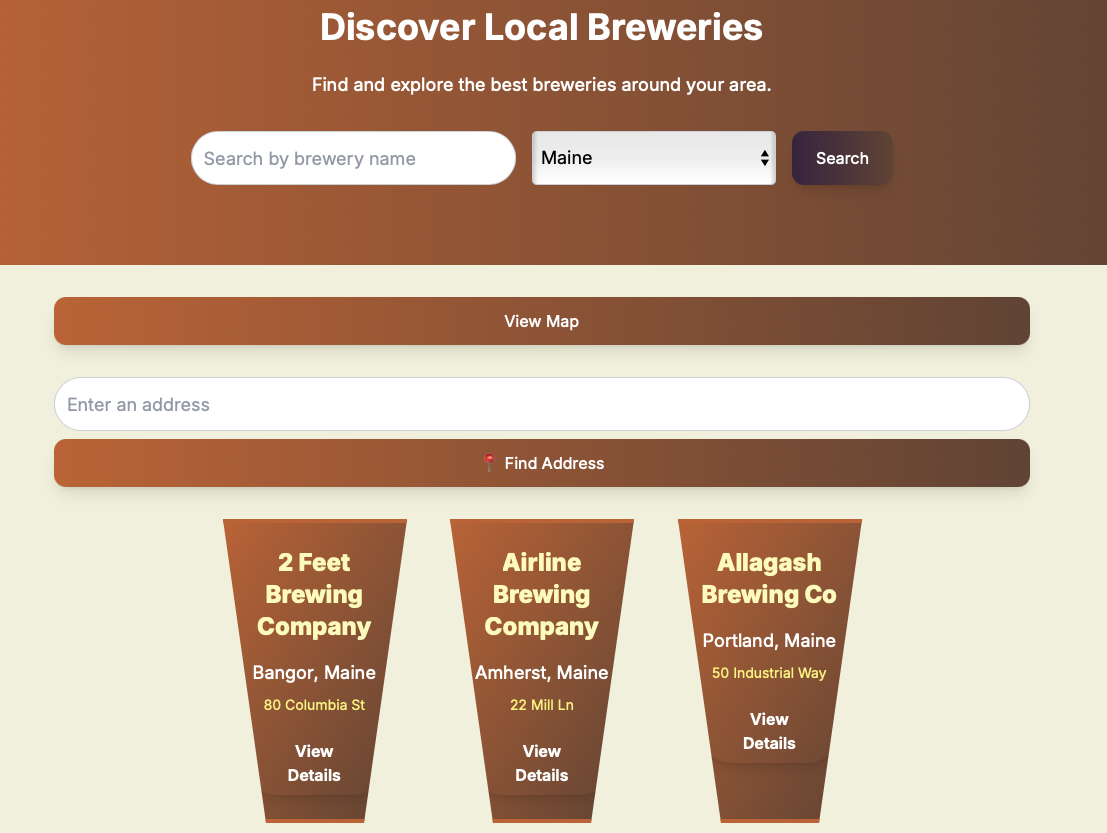 Discover Local Breweries
Find and explore the best breweries around your area.
Search by brewery name
Maine
Search
View Map
Enter an address
📍 Find Address
2 Feet
Brewing
Company
Bangor, Maine
80 Columbia St
View
Details
Airline
Brewing
Company
Amherst, Maine
22 Mill Ln
View
Details
Allagash
Brewing Co
Portland, Maine
50 Industrial Way
View
Details